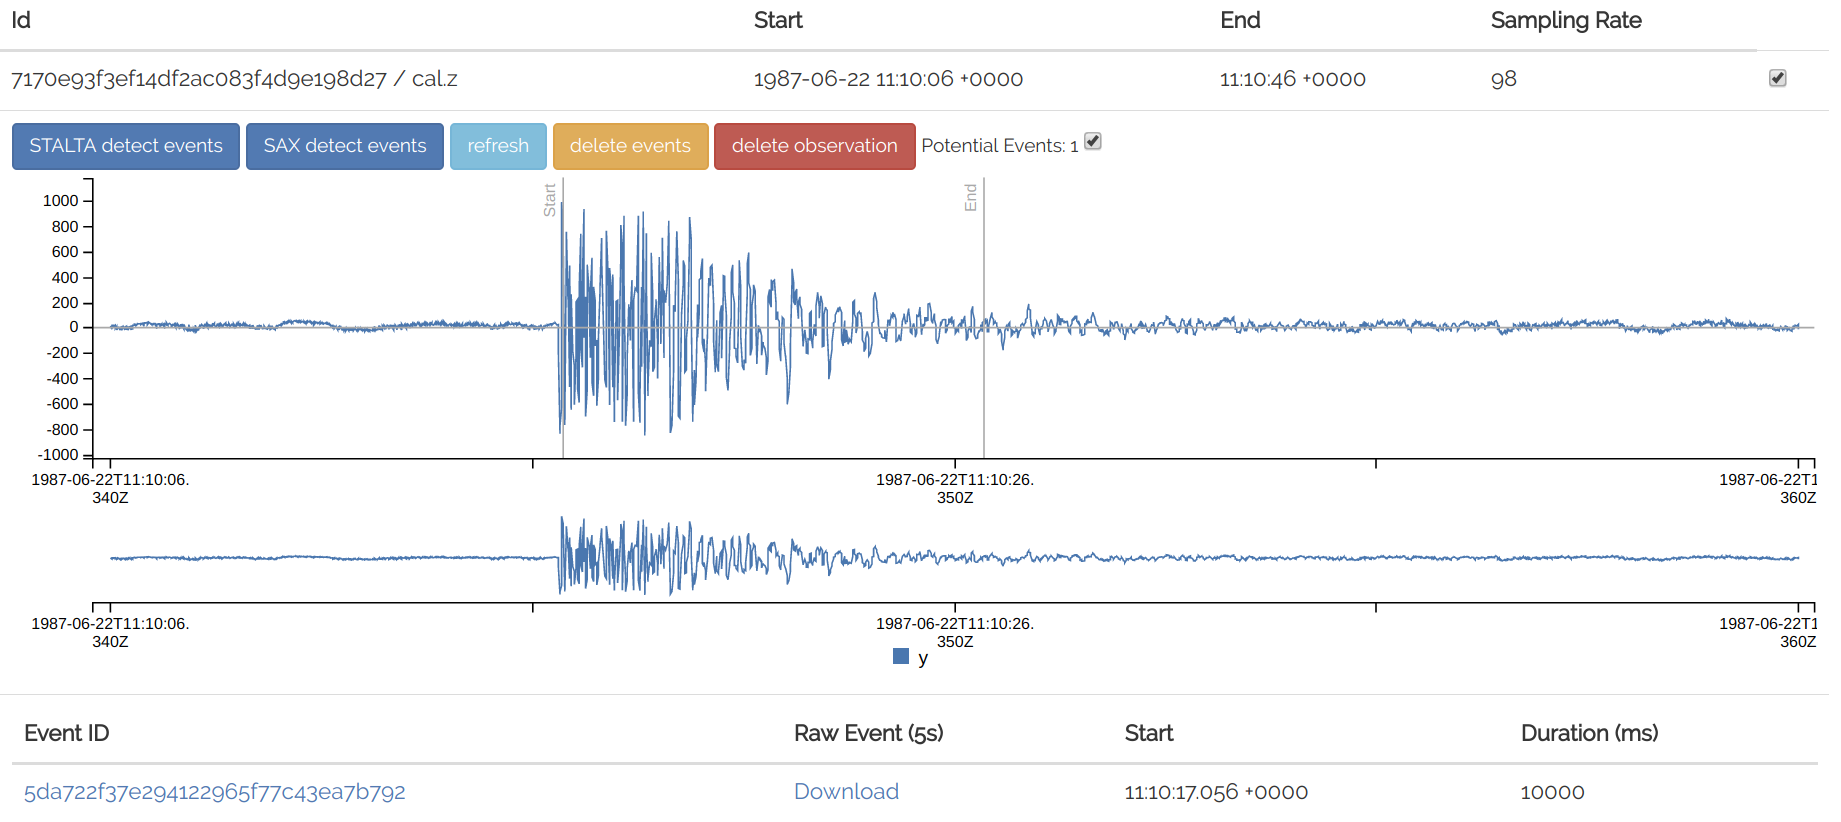 Id Start End Sampling Rate
7170e93f3ef14df2ac083f4d9e198d27 / cal.z 1987-06-22 11:10:06 +0000 11:10:46 +0000 98
STALTA detect events SAX detect events refresh delete events delete observation Potential Events: 1
Start End
1000
800
600
400
200
0
-200
-400
-600
-800
-1000
1987-06-22T11:10:06. 1987-06-22T11:10:26. 1987-06-22T1
340Z 350Z 360Z
1987-06-22T11:10:06. 1987-06-22T11:10:26. 1987-06-22T1
340Z 350Z 360Z
y
Event ID Raw Event (5s) Start Duration (ms)
5da722f37e294122965f77c43ea7b792 Download 11:10:17.056 +0000 10000